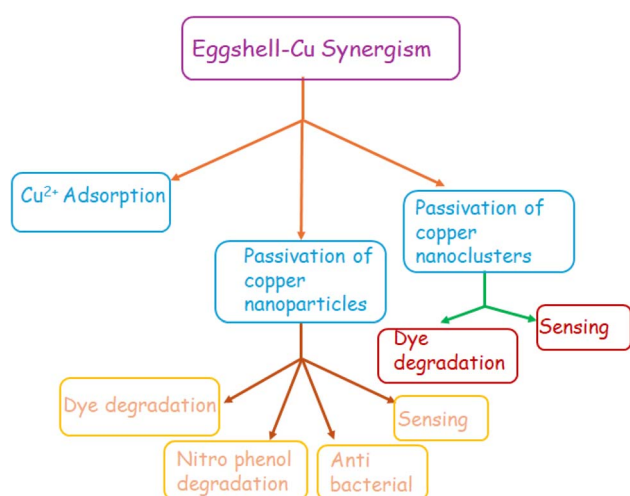 Eggshell-Cu Synergism
Cu²⁺ Adsorption
Passivation of
copper
nanoclusters
Passivation of
copper
nanoparticles
Dye
degradation
Sensing
Dye degradation
Sensing
Nitro phenol
degradation
Anti
bacterial